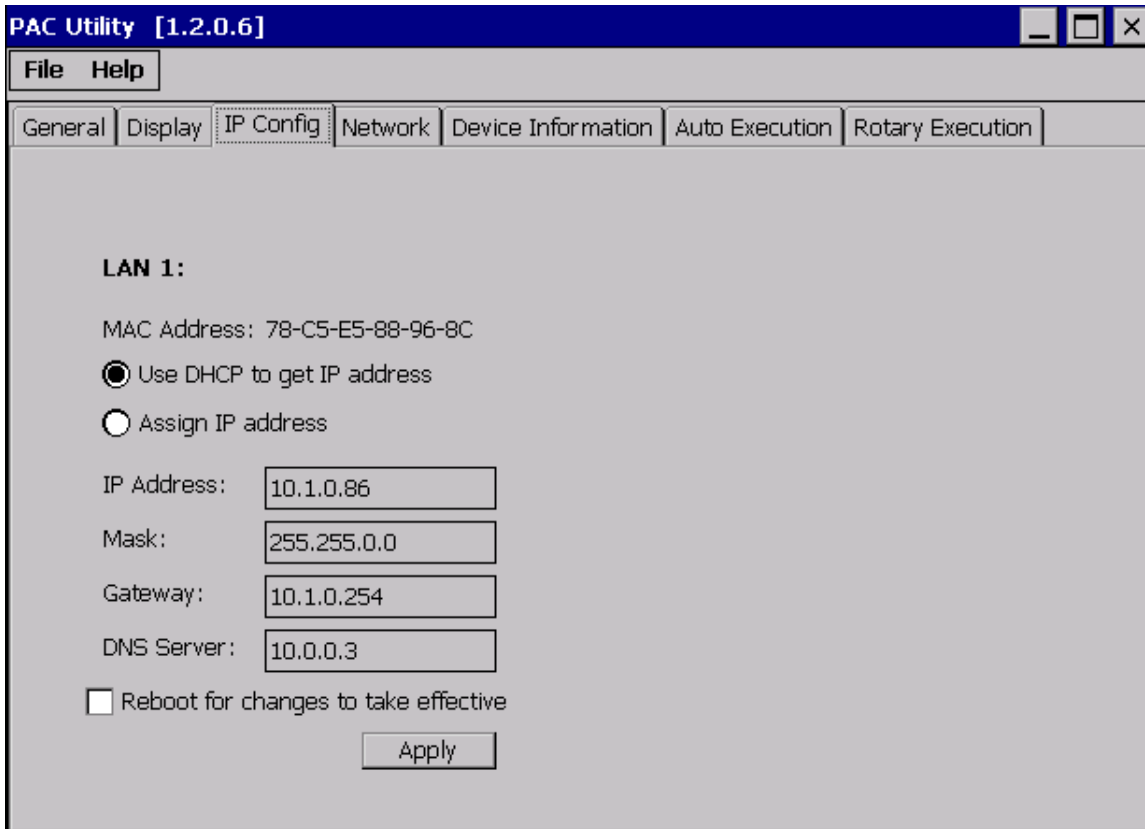 PAC Utility [1.2.0.6]
File Help
General Display IP Config Network Device Information Auto Execution Rotary Execution
LAN 1:
MAC Address: 78-C5-E5-88-96-8C
Use DHCP to get IP address
Assign IP address
IP Address: 10.1.0.86
Mask: 255.255.0.0
Gateway: 10.1.0.254
DNS Server: 10.0.0.3
Reboot for changes to take effective
Apply